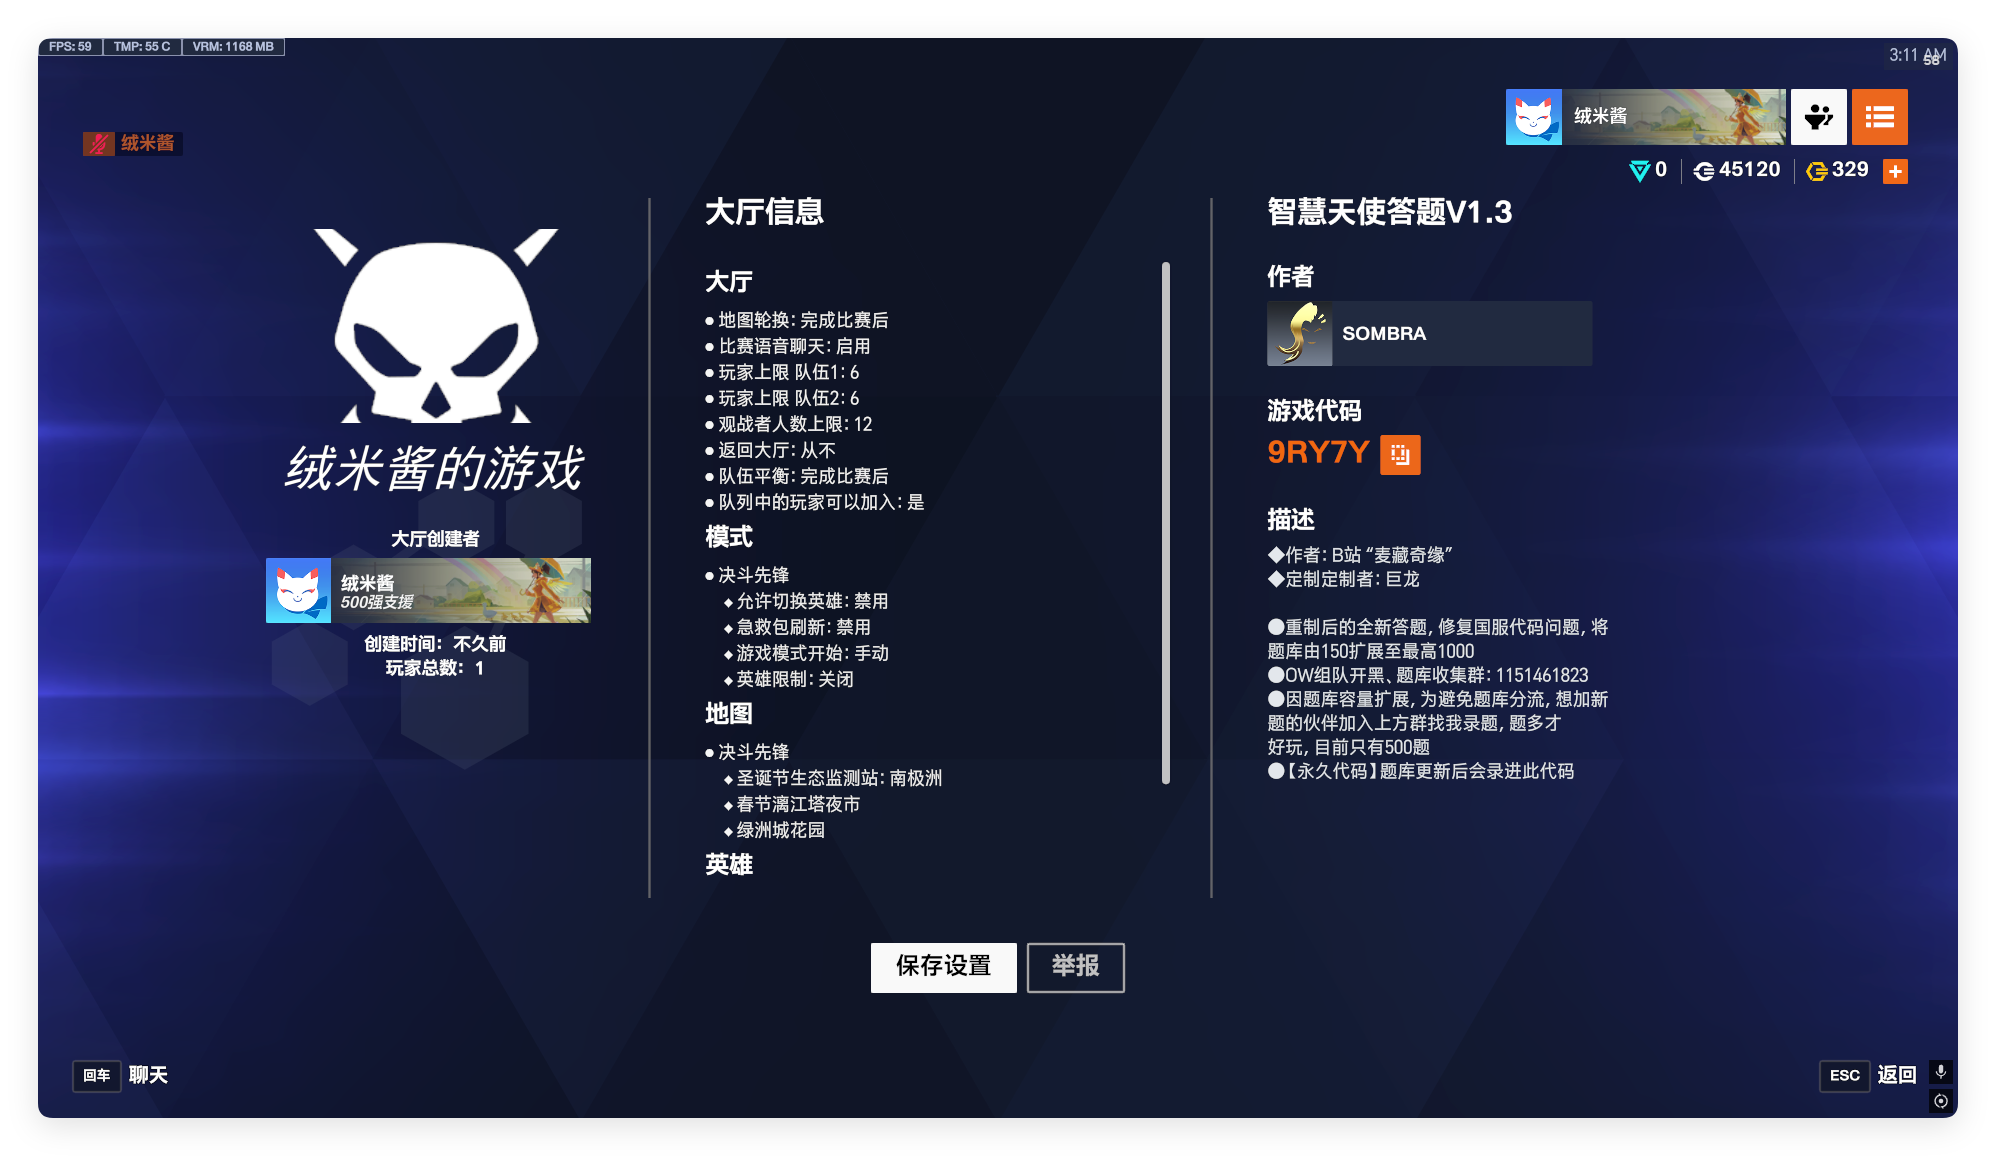 FPS: 59 TMP: 55 C VRM: 1168 MB
3:11 AM
58
绒米酱
绒米酱
0 45120 329
绒米酱的游戏
大厅创建者
绒米酱
500强支援
创建时间：不久前
玩家总数：1
大厅信息
大厅
● 地图轮换: 完成比赛后
● 比赛语音聊天: 启用
● 玩家上限 队伍1: 6
● 玩家上限 队伍2: 6
● 观战者人数上限: 12
● 返回大厅: 从不
● 队伍平衡: 完成比赛后
● 队列中的玩家可以加入: 是
模式
● 决斗先锋
◆ 允许切换英雄: 禁用
◆ 急救包刷新: 禁用
◆ 游戏模式开始: 手动
◆ 英雄限制: 关闭
地图
● 决斗先锋
◆ 圣诞节生态监测站: 南极洲
◆ 春节漓江塔夜市
◆ 绿洲城花园
英雄
智慧天使答题V1.3
作者
SOMBRA
游戏代码
9RY7Y
描述
◆作者: B站 “麦藏奇缘”
◆定制定制者: 巨龙
●重制后的全新答题, 修复国服代码问题, 将
题库由150扩展至最高1000
●OW组队开黑、题库收集群: 1151461823
●因题库容量扩展, 为避免题库分流, 想加新
题的伙伴加入上方群找我录题, 题多才
好玩, 目前只有500题
●【永久代码】题库更新后会录进此代码
保存设置
举报
回车 聊天
ESC 返回